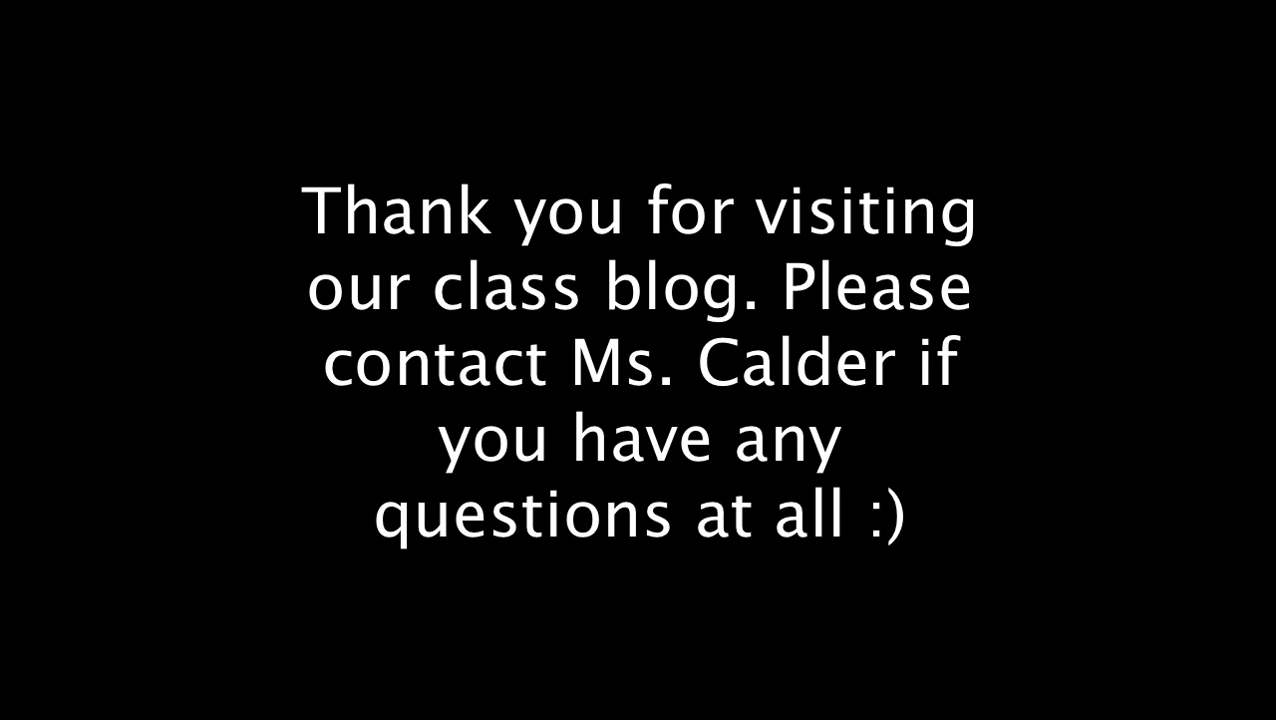 Thank you for visiting
our class blog. Please
contact Ms. Calder if
you have any
questions at all :)